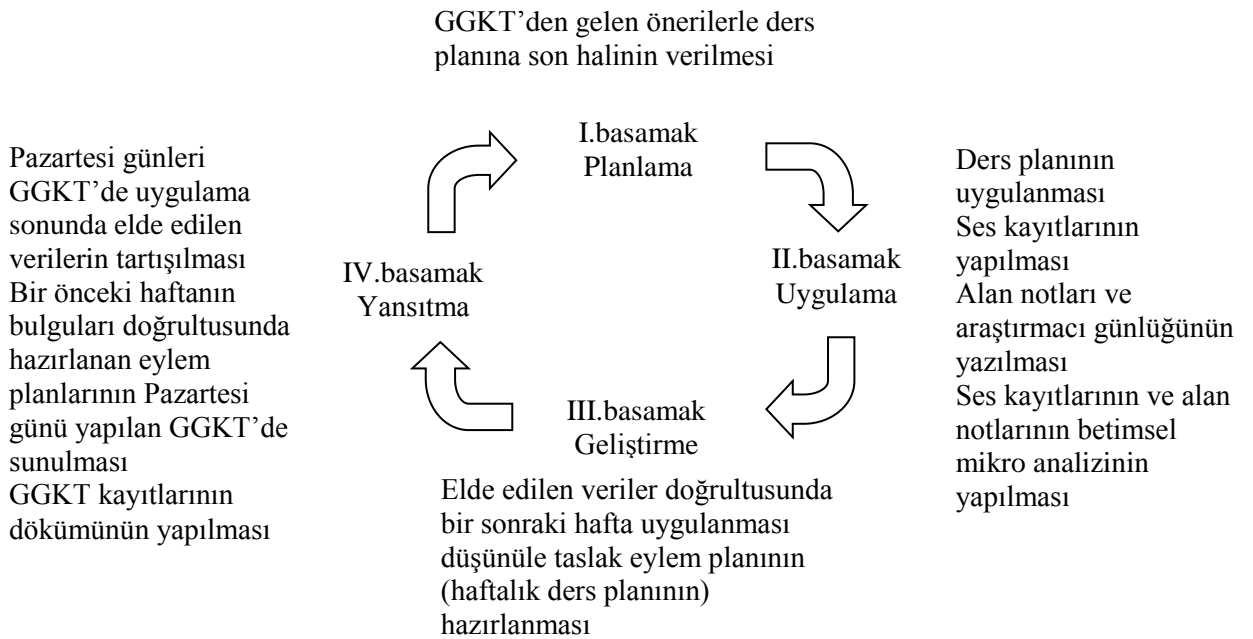 GGKT’den gelen önerilerle ders
planına son halinin verilmesi
I.basamak
Planlama
Ders planının
uygulanması
Ses kayıtlarının
yapılması
Alan notları ve
araştırmacı günlüğünün
yazılması
Ses kayıtlarının ve alan
notlarının betimsel
mikro analizinin
yapılması
II.basamak
Uygulama
III.basamak
Geliştirme
Elde edilen veriler doğrultusunda
bir sonraki hafta uygulanması
düşünüle taslak eylem planının
(haftalık ders planının)
hazırlanması
IV.basamak
Yansıtma
Pazartesi günleri
GGKT’de uygulama
sonunda elde edilen
verilerin tartışılması
Bir önceki haftanın
bulguları doğrultusunda
hazırlanan eylem
planlarının Pazartesi
günü yapılan GGKT’de
sunulması
GGKT kayıtlarının
dökümünün yapılması